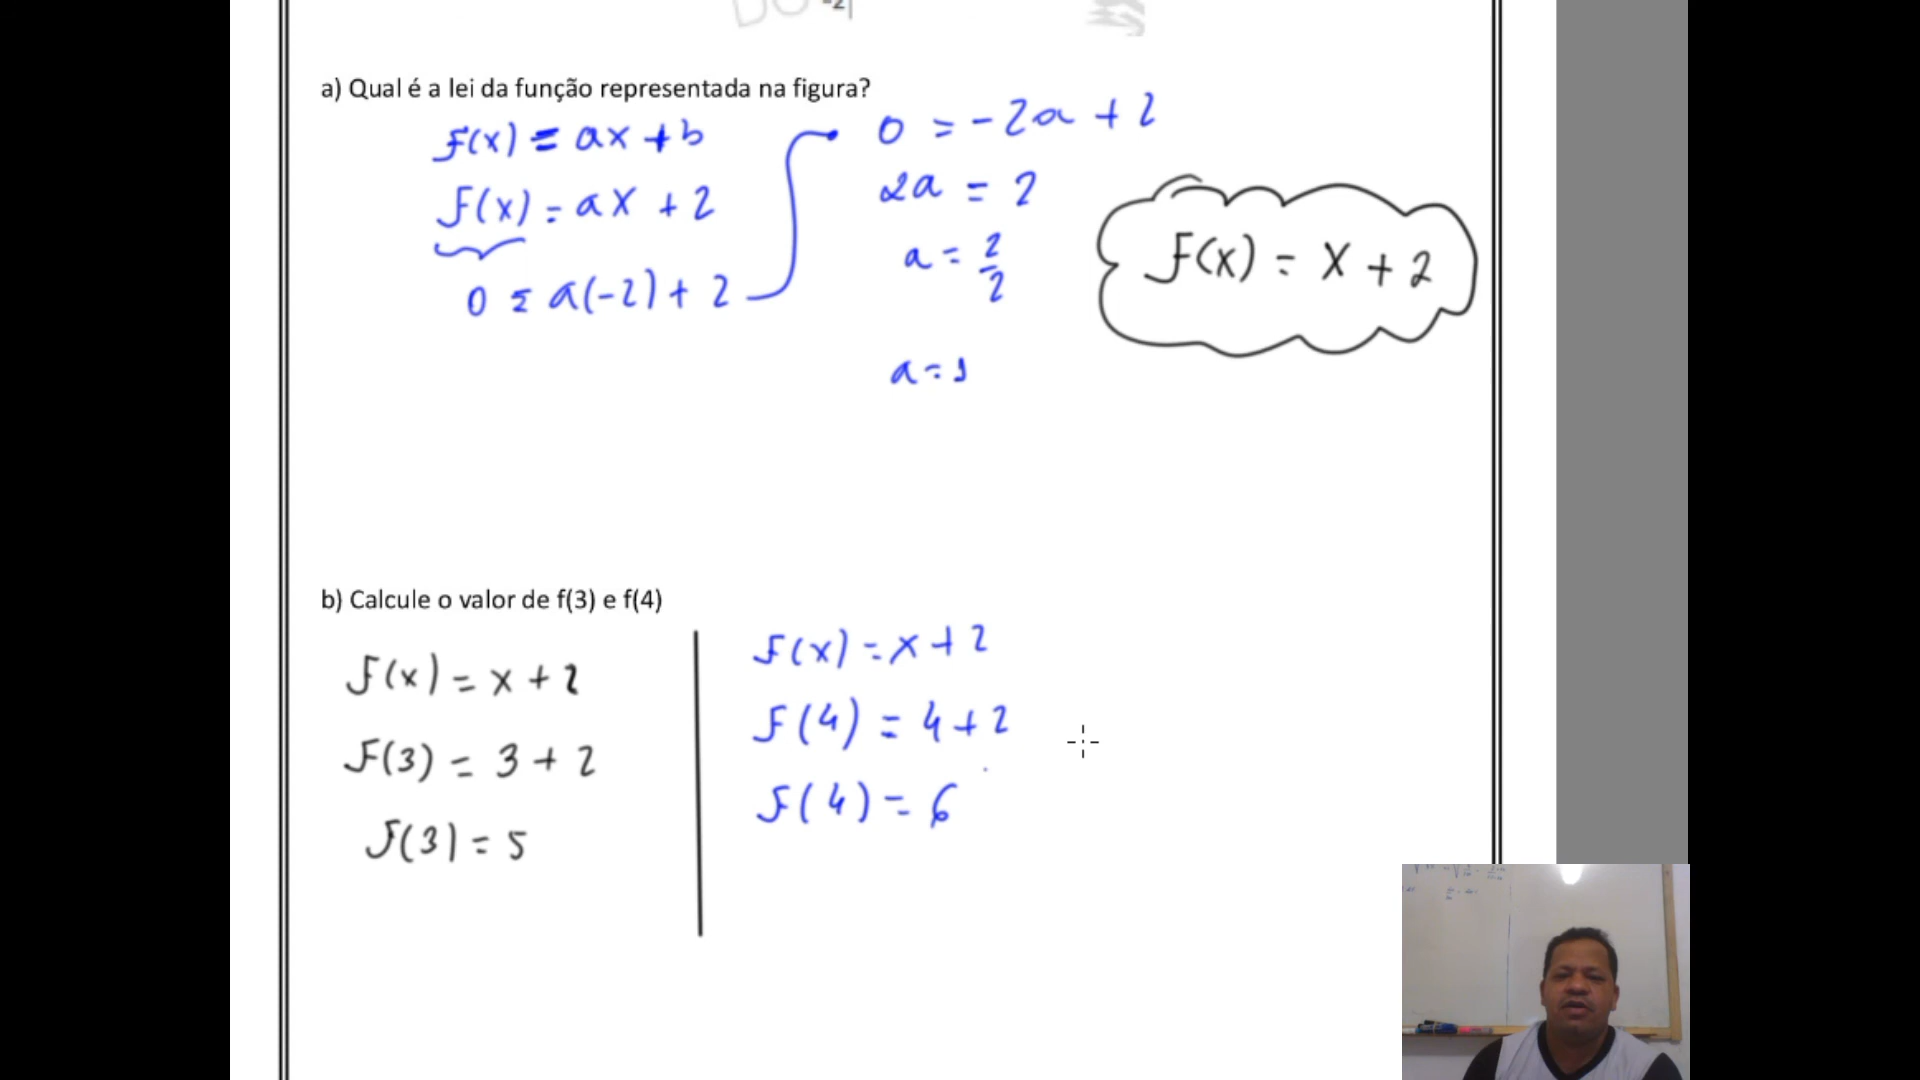 -2
a) Qual é a lei da função representada na figura?
f(x) = ax + b
f(x) = ax + 2
0 = a(-2) + 2
0 = -2a + 2
2a = 2
a = 2/2
a = 1
f(x) = x + 2
b) Calcule o valor de f(3) e f(4)
f(x) = x + 2
f(3) = 3 + 2
f(3) = 5
f(x) = x + 2
f(4) = 4 + 2
f(4) = 6